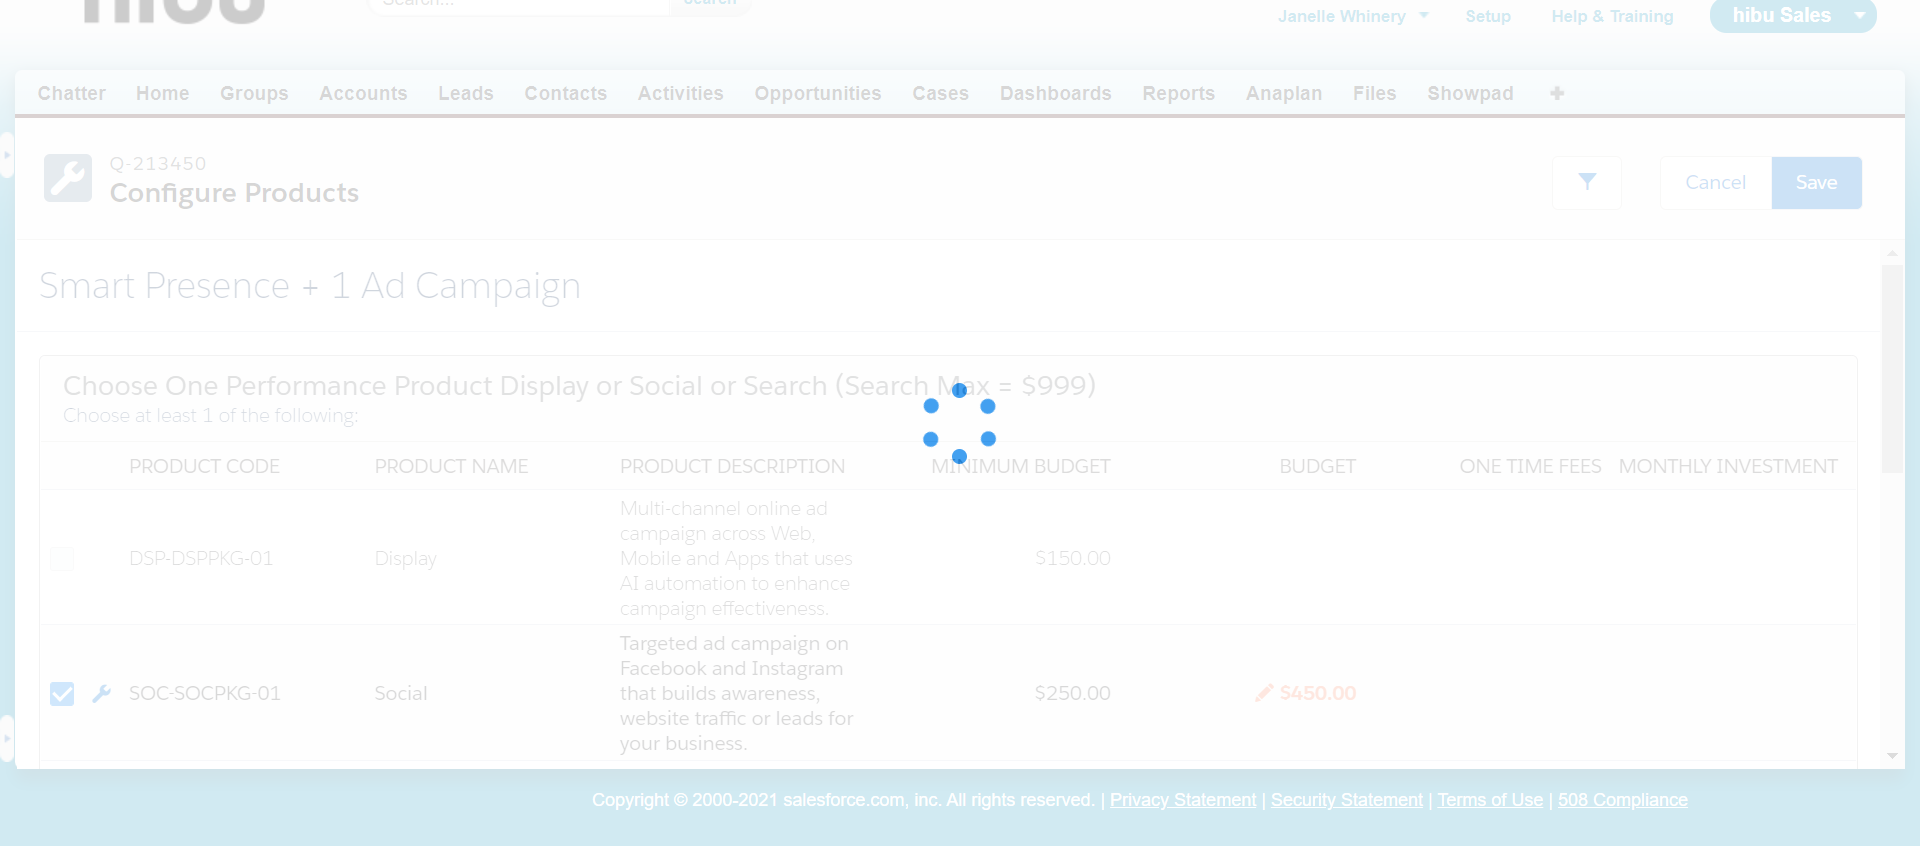 hibu
Search...
Search
Janelle Whinery
Setup
Help & Training
hibu Sales
Chatter Home Groups Accounts Leads Contacts Activities Opportunities Cases Dashboards Reports Anaplan Files Showpad
Q-213450
Configure Products
Cancel
Save
Smart Presence + 1 Ad Campaign
Choose One Performance Product Display or Social or Search (Search Max = $999)
Choose at least 1 of the following:
PRODUCT CODE PRODUCT NAME PRODUCT DESCRIPTION MINIMUM BUDGET BUDGET ONE TIME FEES MONTHLY INVESTMENT
DSP-DSPPKG-01
Display
Multi-channel online ad
campaign across Web,
Mobile and Apps that uses
AI automation to enhance
campaign effectiveness.
$150.00
SOC-SOCPKG-01
Social
Targeted ad campaign on
Facebook and Instagram
that builds awareness,
website traffic or leads for
your business.
$250.00
$450.00
Copyright © 2000-2021 salesforce.com, inc. All rights reserved. | Privacy Statement | Security Statement | Terms of Use | 508 Compliance